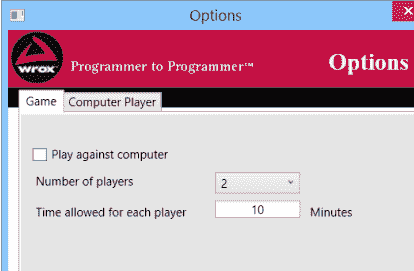 Options
wrox Programmer to Programmer™ Options
Game Computer Player
Play against computer
Number of players 2
Time allowed for each player 10 Minutes